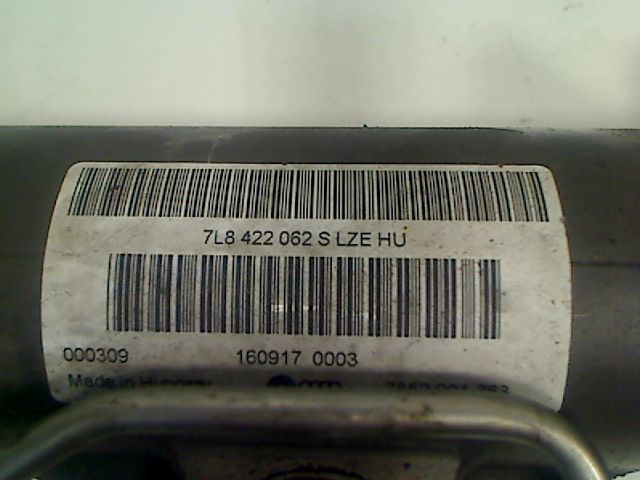 7L8 422 062 S LZE HU
000309 160917 0003
Made in Hungary